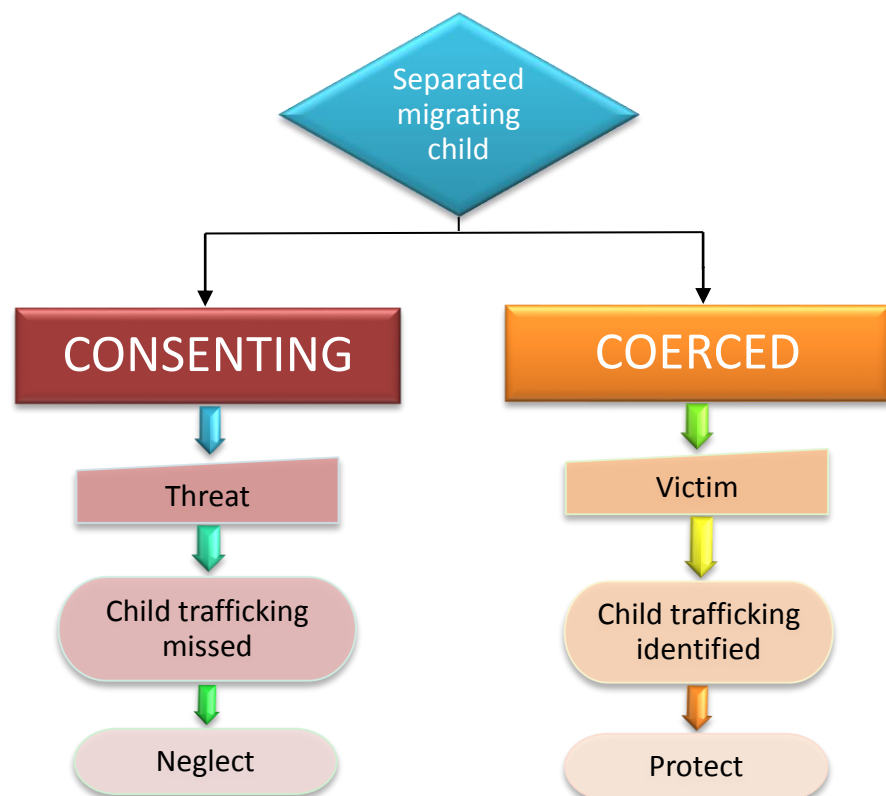 Separated
migrating
child
CONSENTING
COERCED
Threat
Victim
Child trafficking
missed
Child trafficking
identified
Neglect
Protect